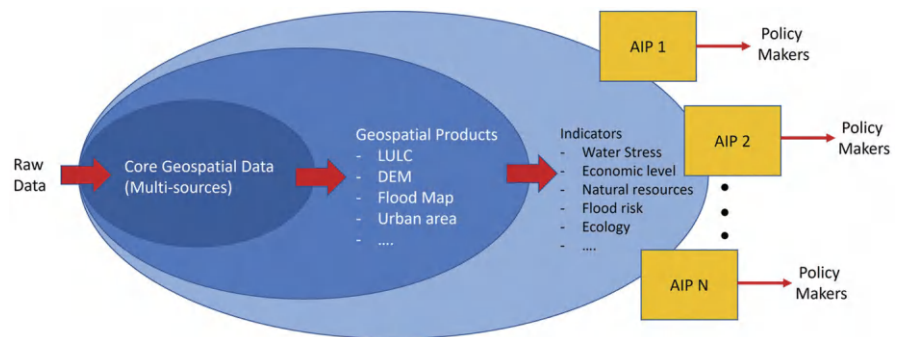 Raw
Data
Core Geospatial Data
(Multi-sources)
Geospatial Products
- LULC
- DEM
- Flood Map
- Urban area
- ....
Indicators
- Water Stress
- Economic level
- Natural resources
- Flood risk
- Ecology
- ....
AIP 1
Policy
Makers
AIP 2
Policy
Makers
AIP N
Policy
Makers